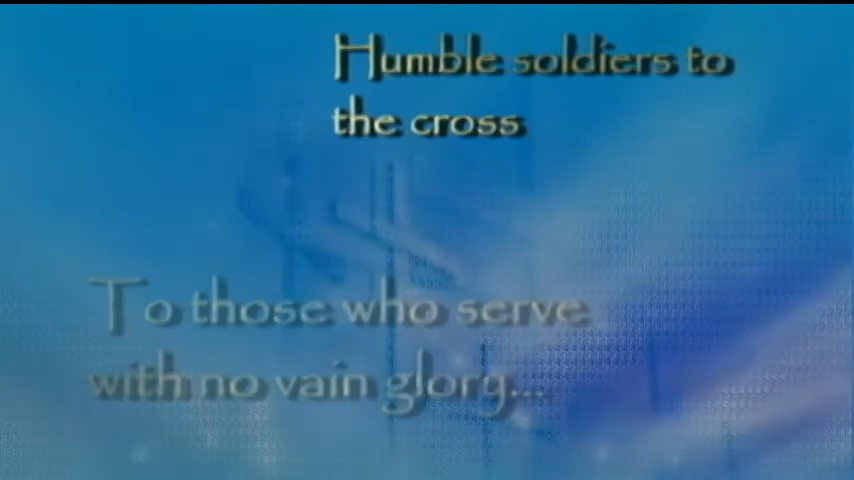 Humble soldiers to
the cross
To those who serve
with no vain glory...